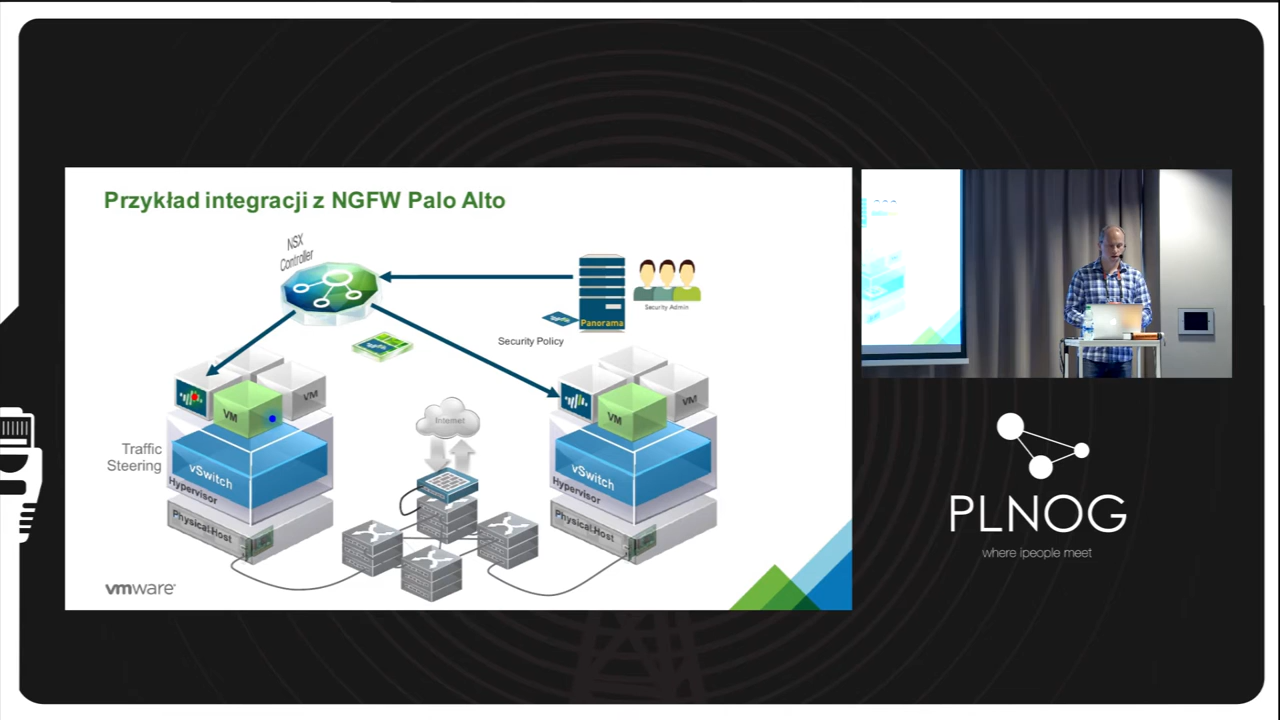 Przykład integracji z NGFW Palo Alto
NSX
Controller
Panorama
Security Admin
Security Policy
VM
VM
VM
VM
Internet
Traffic
Steering
vSwitch
vSwitch
Hypervisor
Hypervisor
Physical Host
Physical Host
vmware
PLNOG
where ipeople meet